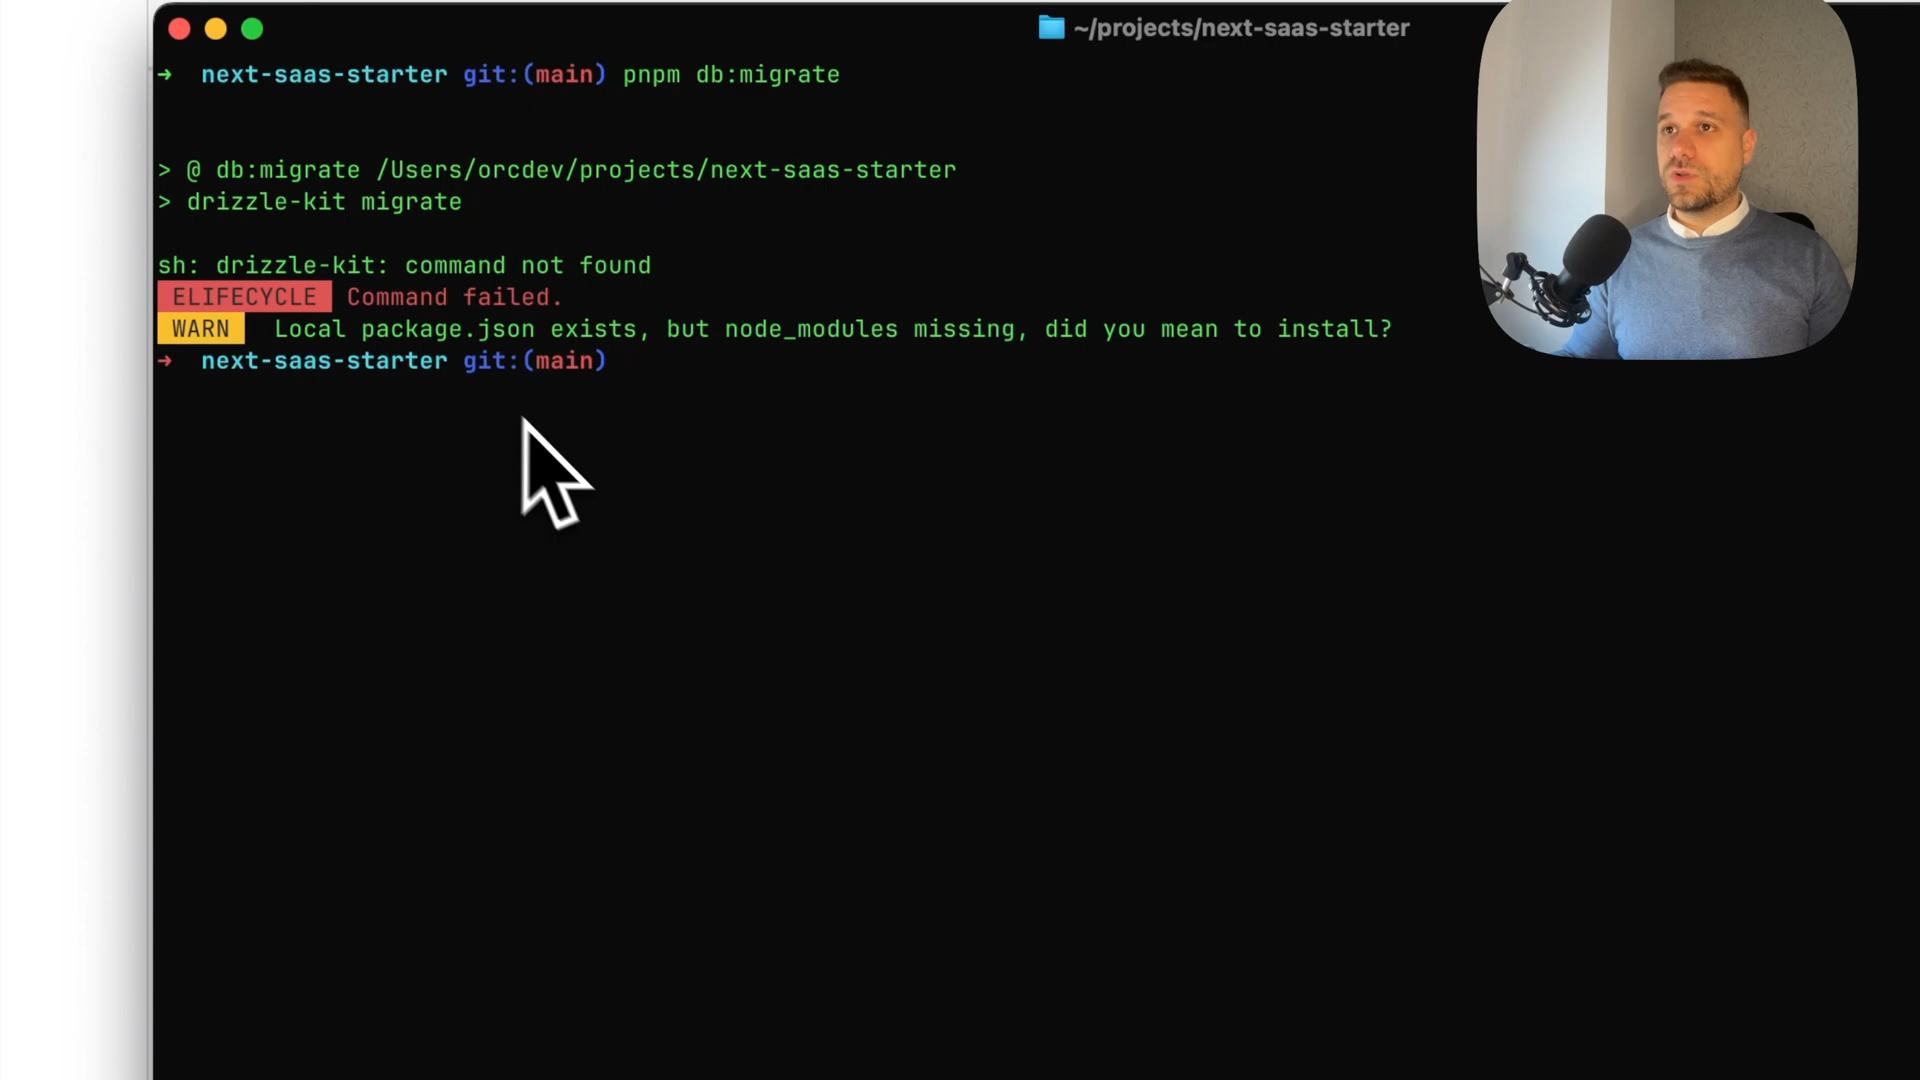 ~/projects/next-saas-starter
➜ next-saas-starter git:(main) pnpm db:migrate
> @ db:migrate /Users/orcdev/projects/next-saas-starter
> drizzle-kit migrate
sh: drizzle-kit: command not found
ELIFECYCLE Command failed.
WARN Local package.json exists, but node_modules missing, did you mean to install?
➜ next-saas-starter git:(main)